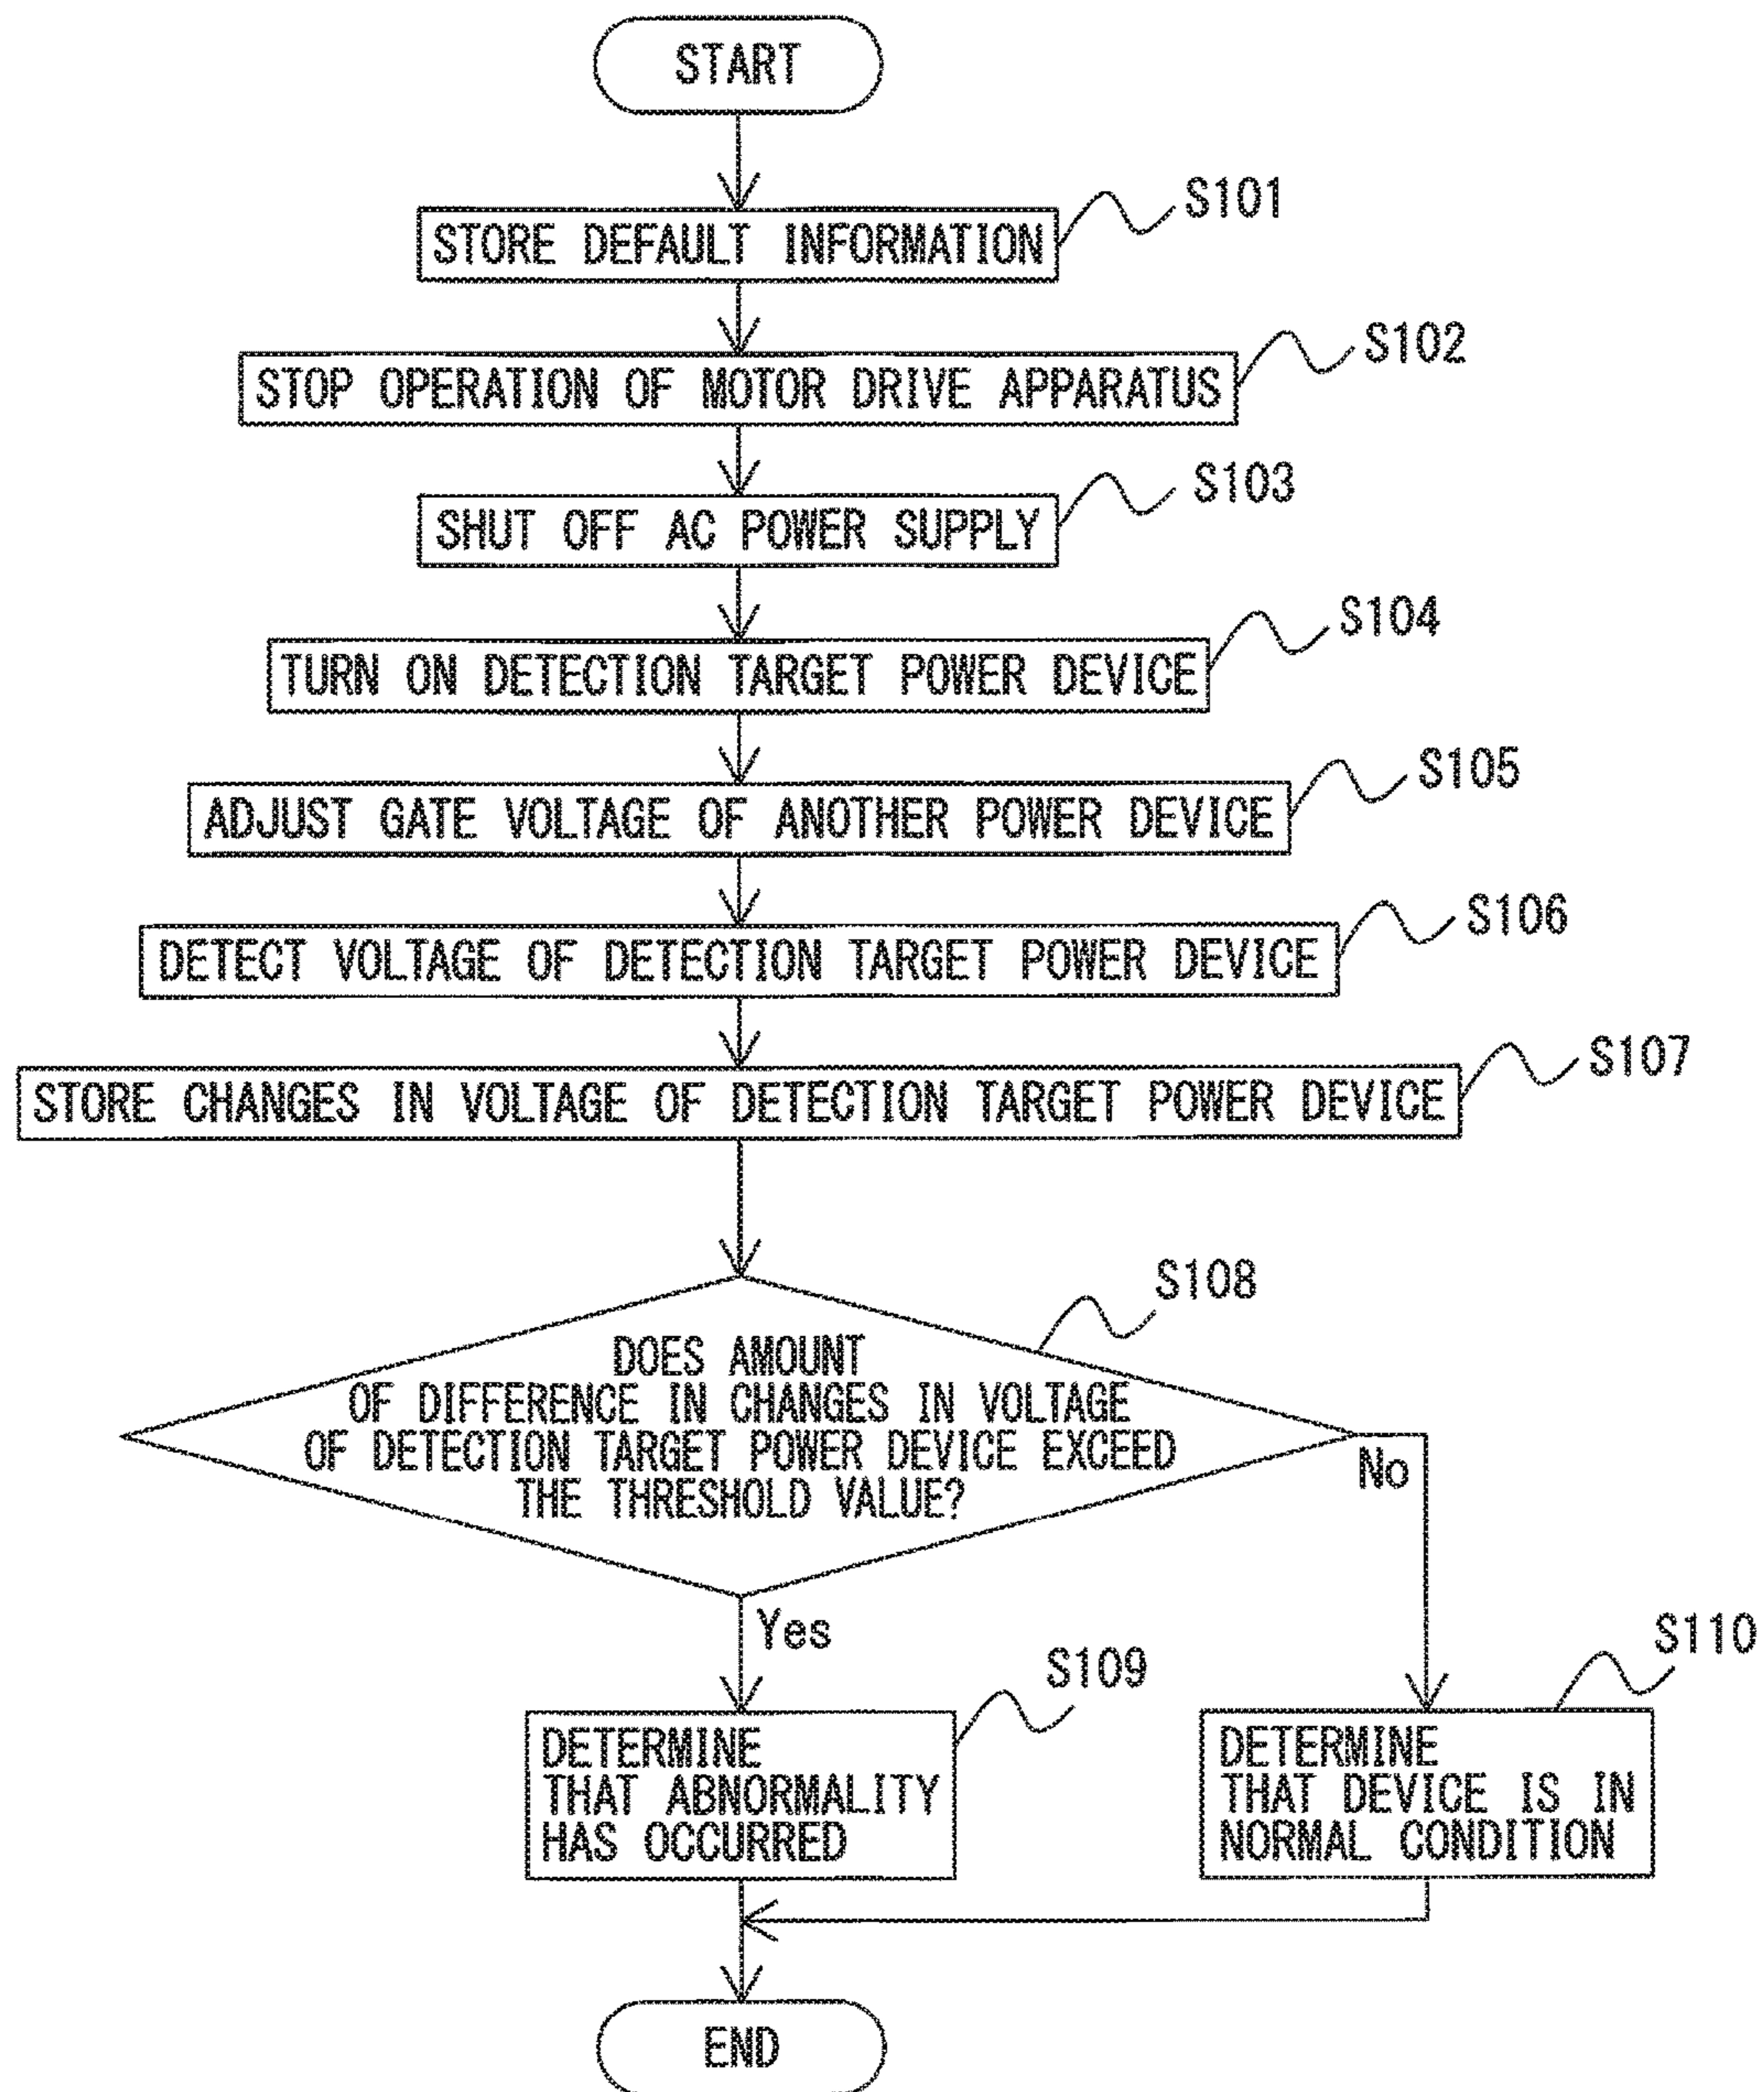 START
S101
STORE DEFAULT INFORMATION
S102
STOP OPERATION OF MOTOR DRIVE APPARATUS
S103
SHUT OFF AC POWER SUPPLY
S104
TURN ON DETECTION TARGET POWER DEVICE
S105
ADJUST GATE VOLTAGE OF ANOTHER POWER DEVICE
S106
DETECT VOLTAGE OF DETECTION TARGET POWER DEVICE
S107
STORE CHANGES IN VOLTAGE OF DETECTION TARGET POWER DEVICE
S108
DOES AMOUNT
OF DIFFERENCE IN CHANGES IN VOLTAGE
OF DETECTION TARGET POWER DEVICE EXCEED
THE THRESHOLD VALUE?
No
Yes
S109
DETERMINE
THAT ABNORMALITY
HAS OCCURRED
S110
DETERMINE
THAT DEVICE IS IN
NORMAL CONDITION
END